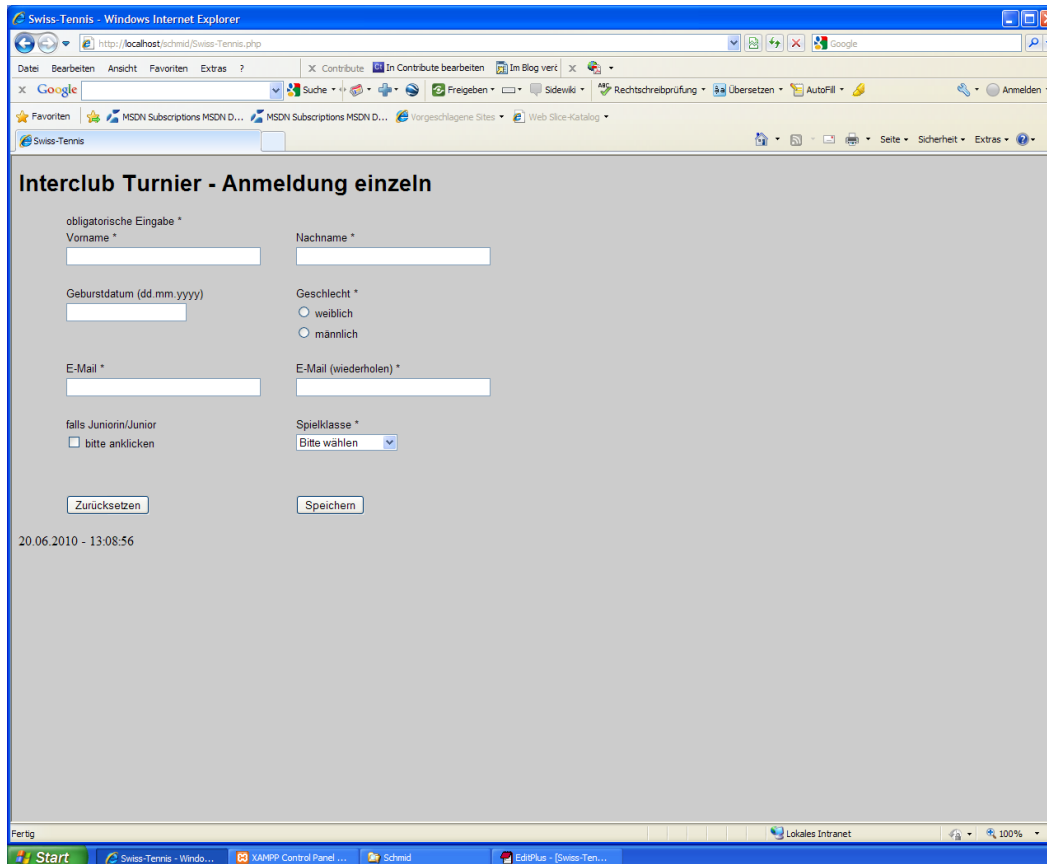 Swiss-Tennis - Windows Internet Explorer
http://localhost/schmid/Swiss-Tennis.php
Google
Datei Bearbeiten Ansicht Favoriten Extras ? X Contribute In Contribute bearbeiten Im Blog verö X
x Google Suche Freigeben Sidewiki Rechtschreibprüfung Übersetzen AutoFill Anmelden
Favoriten MSDN Subscriptions MSDN D... MSDN Subscriptions MSDN D... Vorgeschlagene Sites Web Slice-Katalog
Swiss-Tennis Seite Sicherheit Extras
Interclub Turnier - Anmeldung einzeln
obligatorische Eingabe *
Vorname * Nachname *
Geburstdatum (dd.mm.yyyy) Geschlecht *
weiblich
männlich
E-Mail * E-Mail (wiederholen) *
falls Juniorin/Junior Spielklasse *
bitte anklicken Bitte wählen
Zurücksetzen Speichern
20.06.2010 - 13:08:56
Fertig Lokales Intranet 100%
Start Swiss-Tennis - Windo... XAMPP Control Panel ... Schmid EditPlus - [Swiss-Ten...